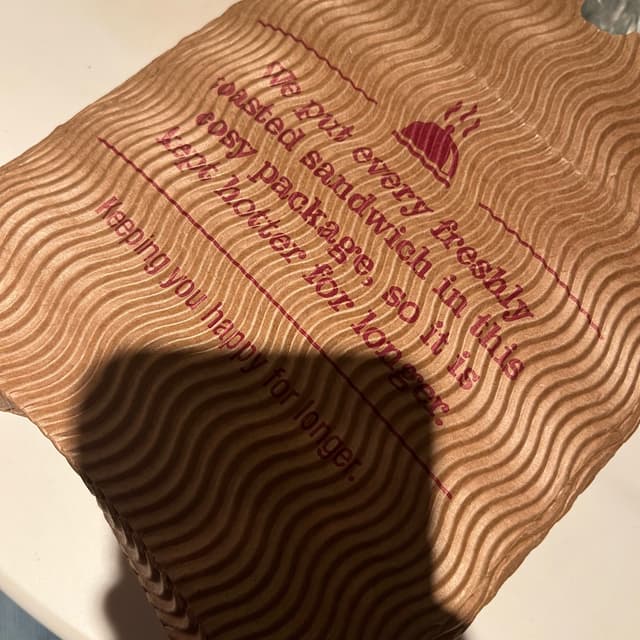 We put every freshly
toasted sandwich in this
cosy package, so it is
kept hotter for longer.
Keeping you happy for longer.